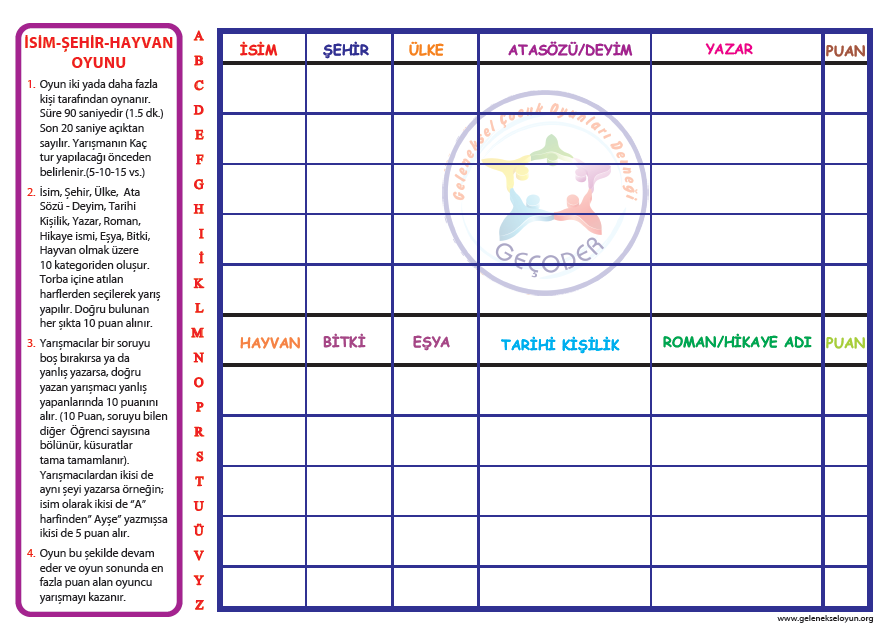 İSİM-ŞEHİR-HAYVAN
OYUNU
1. Oyun iki yada daha fazla
kişi tarafından oynanır.
Süre 90 saniyedir (1.5 dk.)
Son 20 saniye açıktan
sayılır. Yarışmanın Kaç
tur yapılacağı önceden
belirlenir.(5-10-15 vs.)
2. İsim, Şehir, Ülke, Ata
Sözü - Deyim, Tarihi
Kişilik, Yazar, Roman,
Hikaye ismi, Eşya, Bitki,
Hayvan olmak üzere
10 kategoriden oluşur.
Torba içine atılan
harflerden seçilerek yarış
yapılır. Doğru bulunan
her şıkta 10 puan alınır.
3. Yarışmacılar bir soruyu
boş bırakırsa ya da
yanlış yazarsa, doğru
yazan yarışmacı yanlış
yapanlarında 10 puanını
alır. (10 Puan, soruyu bilen
diğer Öğrenci sayısına
bölünür, küsuratlar
tama tamamlanır).
Yarışmacılardan ikisi de
aynı şeyi yazarsa örneğin;
isim olarak ikisi de “A”
harfinden” Ayşe” yazmışsa
ikisi de 5 puan alır.
4. Oyun bu şekilde devam
eder ve oyun sonunda en
fazla puan alan oyuncu
yarışmayı kazanır.
A
B
C
D
E
F
G
H
I
İ
K
L
M
N
O
P
R
S
T
U
Ü
V
Y
Z
İSİM ŞEHİR ÜLKE ATASÖZÜ/DEYİM YAZAR PUAN
Geleneksel Çocuk Oyunları Derneği
GEÇODER
HAYVAN BİTKİ EŞYA TARİHİ KİŞİLİK ROMAN/HİKAYE ADI PUAN
www.gelenekseloyun.org